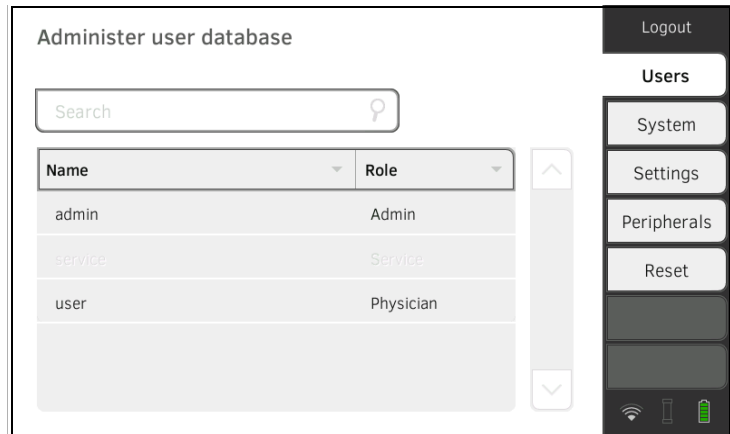 Administer user database
Search
Name Role
admin Admin
service Service
user Physician
Logout
Users
System
Settings
Peripherals
Reset